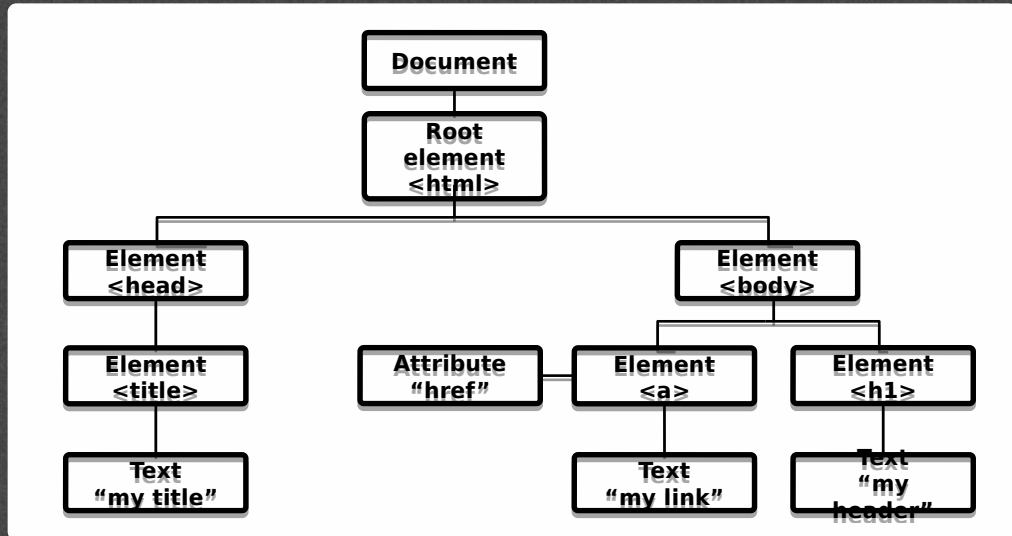 Document
Root
element
<html>
Element
<head>
Element
<body>
Element
<title>
Attribute
“href”
Element
<a>
Element
<h1>
Text
“my title”
Text
“my link”
Text
“my
header”